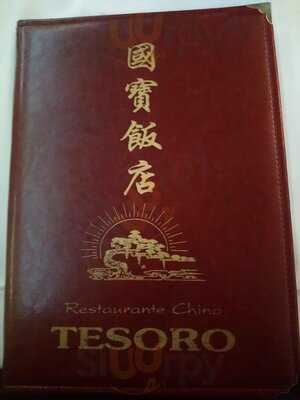 國寶飯店
Restaurante Chino
TESORO